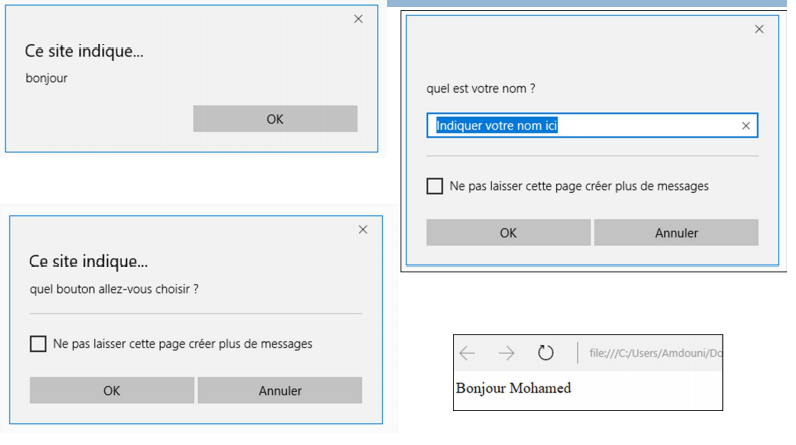 Ce site indique...
bonjour
OK
quel est votre nom ?
Indiquer votre nom ici
Ne pas laisser cette page créer plus de messages
OK Annuler
Ce site indique...
quel bouton allez-vous choisir ?
Ne pas laisser cette page créer plus de messages
OK Annuler
file:///C:/Users/Amdouni/Do
Bonjour Mohamed